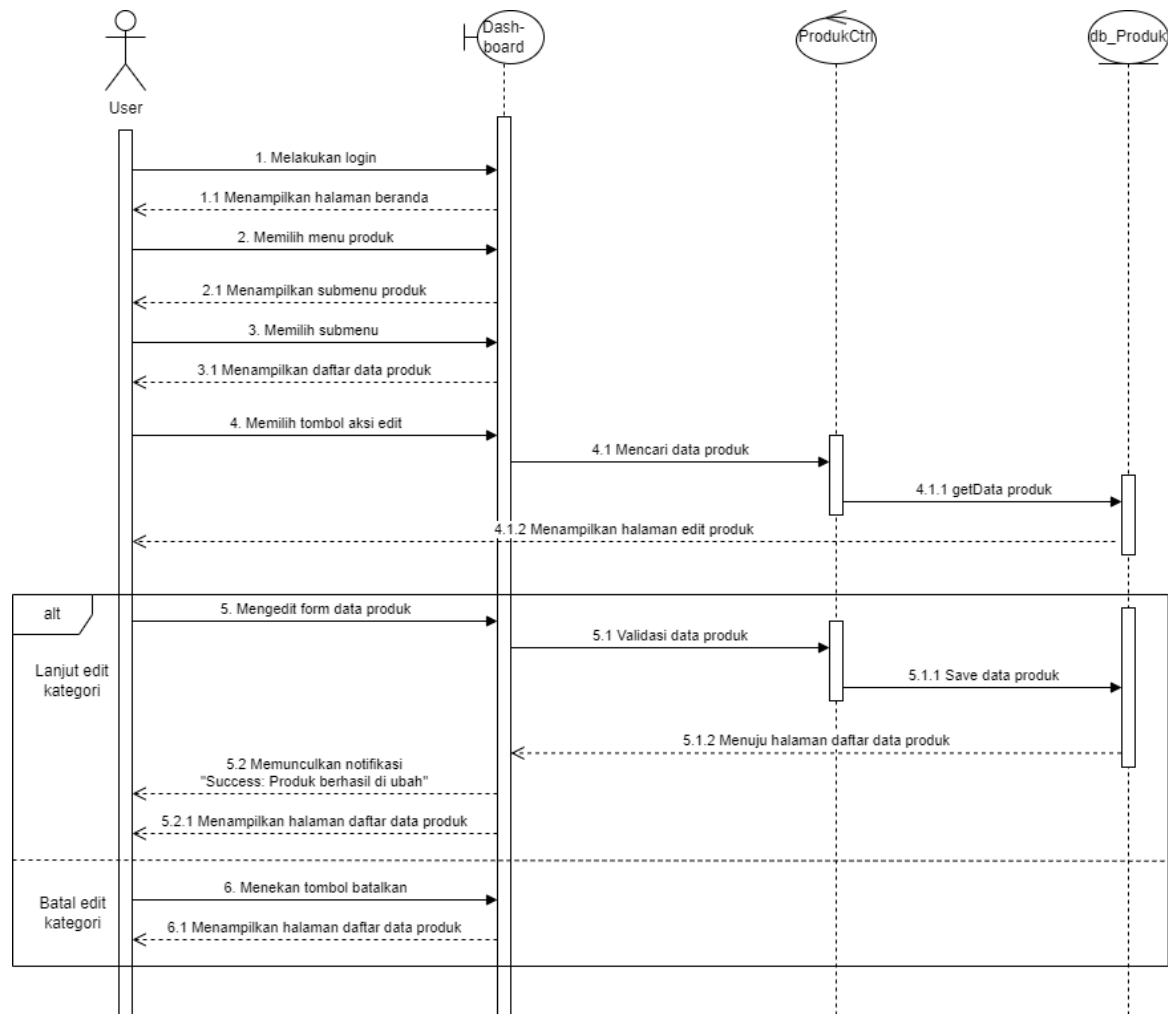 Dash-
board
ProdukCtrl
db_Produk
User
1. Melakukan login
1.1 Menampilkan halaman beranda
2. Memilih menu produk
2.1 Menampilkan submenu produk
3. Memilih submenu
3.1 Menampilkan daftar data produk
4. Memilih tombol aksi edit
4.1 Mencari data produk
4.1.1 getData produk
4.1.2 Menampilkan halaman edit produk
alt
Lanjut edit
kategori
5. Mengedit form data produk
5.1 Validasi data produk
5.1.1 Save data produk
5.1.2 Menuju halaman daftar data produk
5.2 Memunculkan notifikasi
"Success: Produk berhasil di ubah"
5.2.1 Menampilkan halaman daftar data produk
Batal edit
kategori
6. Menekan tombol batalkan
6.1 Menampilkan halaman daftar data produk